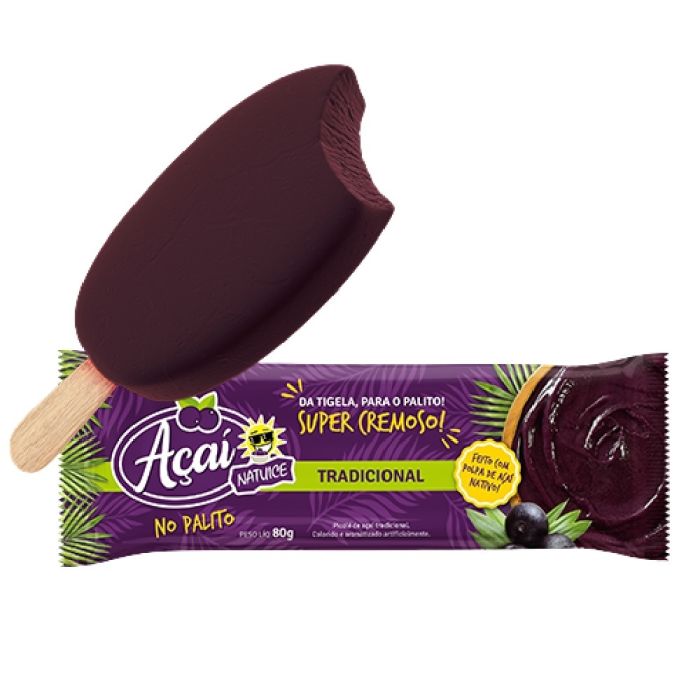 DA TIGELA, PARA O PALITO!
SUPER CREMOSO!
Açaí
NATUICE
TRADICIONAL
FEITO COM
POLPA DE AÇAÍ
NATIVO!
NO PALITO
PESO LÍQ 80g
Picolé de açaí tradicional.
Colorido e aromatizado artificialmente.